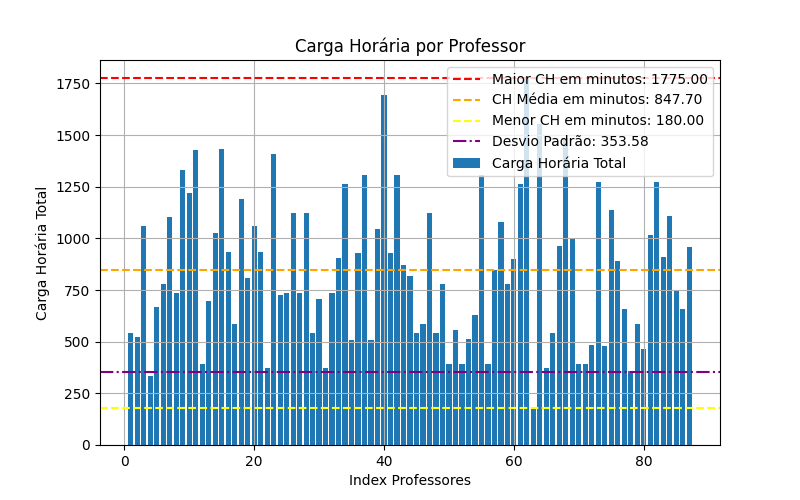 Carga Horária por Professor
Maior CH em minutos: 1775.00
CH Média em minutos: 847.70
Menor CH em minutos: 180.00
Desvio Padrão: 353.58
Carga Horária Total
Carga Horária Total
1750
1500
1250
1000
750
500
250
0
0 20 40 60 80
Index Professores